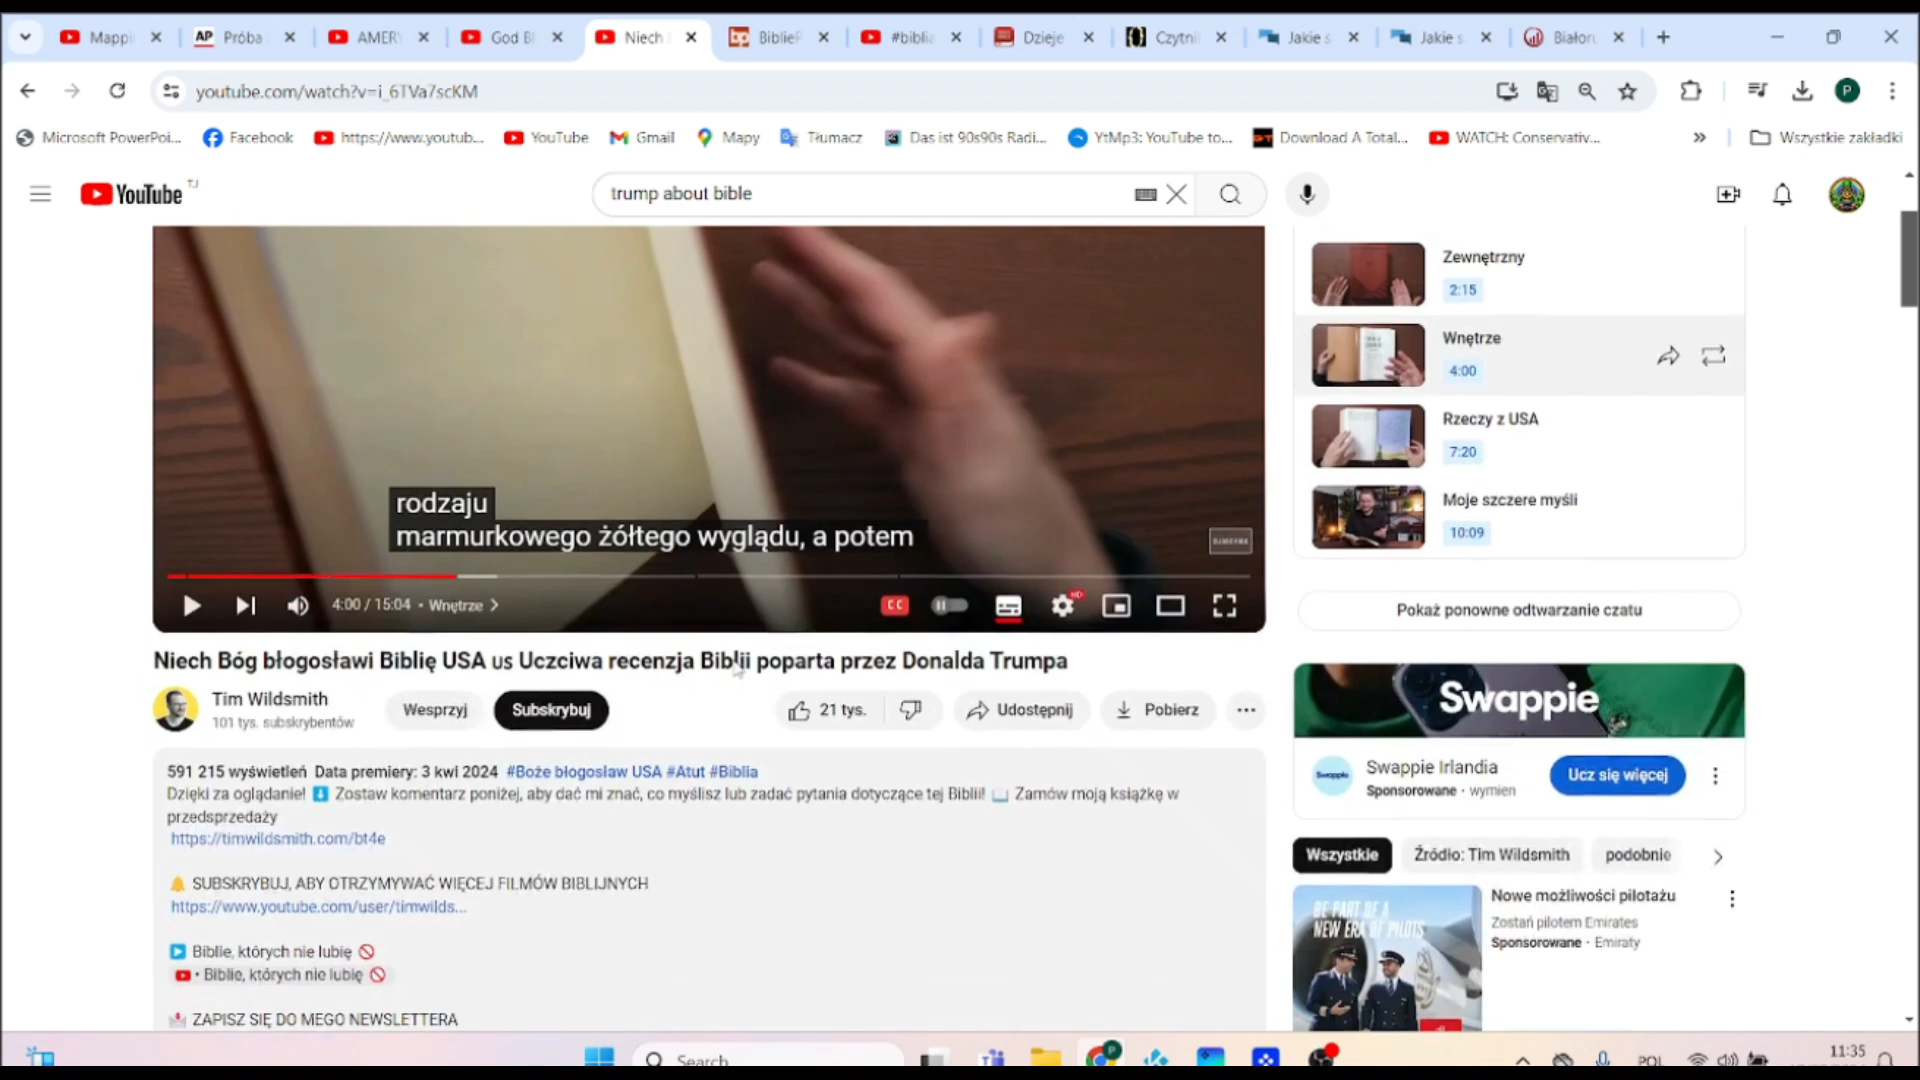 Mappi
AP Próba
AMERY
God Bl
Niech
BiblieP
#biblia
Dzieje
Czytni
Jakie s
Jakie s
Białoru
youtube.com/watch?v=i_6TVa7scKM
P
Microsoft PowerPoi...
Facebook
https://www.youtub...
YouTube
Gmail
Mapy
Tłumacz
Das ist 90s90s Radi...
YtMp3: YouTube to...
Download A Total...
WATCH: Conservativ...
Wszystkie zakładki
YouTube TJ
trump about bible
Zewnętrzny
2:15
Wnętrze
4:00
Rzeczy z USA
7:20
Moje szczere myśli
10:09
rodzaju
marmurkowego żółtego wyglądu, a potem
SUBSKRYBUJ
4:00 / 15:04 • Wnętrze
CC
HD
Pokaż ponowne odtwarzanie czatu
Niech Bóg błogosławi Biblię USA us Uczciwa recenzja Biblii poparta przez Donalda Trumpa
Tim Wildsmith
101 tys. subskrybentów
Wesprzyj
Subskrybuj
21 tys.
Udostępnij
Pobierz
Swappie
Swappie Irlandia
Sponsorowane · wymien
Ucz się więcej
591 215 wyświetleń Data premiery: 3 kwi 2024 #Boże błogosław USA #Atut #Biblia
Dzięki za oglądanie! ⬇️ Zostaw komentarz poniżej, aby dać mi znać, co myślisz lub zadać pytania dotyczące tej Biblii! 📖 Zamów moją książkę w
przedsprzedaży
https://timwildsmith.com/bt4e
🔔 SUBSKRYBUJ, ABY OTRZYMYWAĆ WIĘCEJ FILMÓW BIBLIJNYCH
https://www.youtube.com/user/timwilds...
▶️ Biblie, których nie lubię 🚫
• Biblie, których nie lubię 🚫
📩 ZAPISZ SIĘ DO MEGO NEWSLETTERA
Wszystkie
Źródło: Tim Wildsmith
podobnie
BE PART OF A
NEW ERA OF PILOTS
Nowe możliwości pilotażu
Zostań pilotem Emirates
Sponsorowane · Emiraty
Search
P
POL
11:35